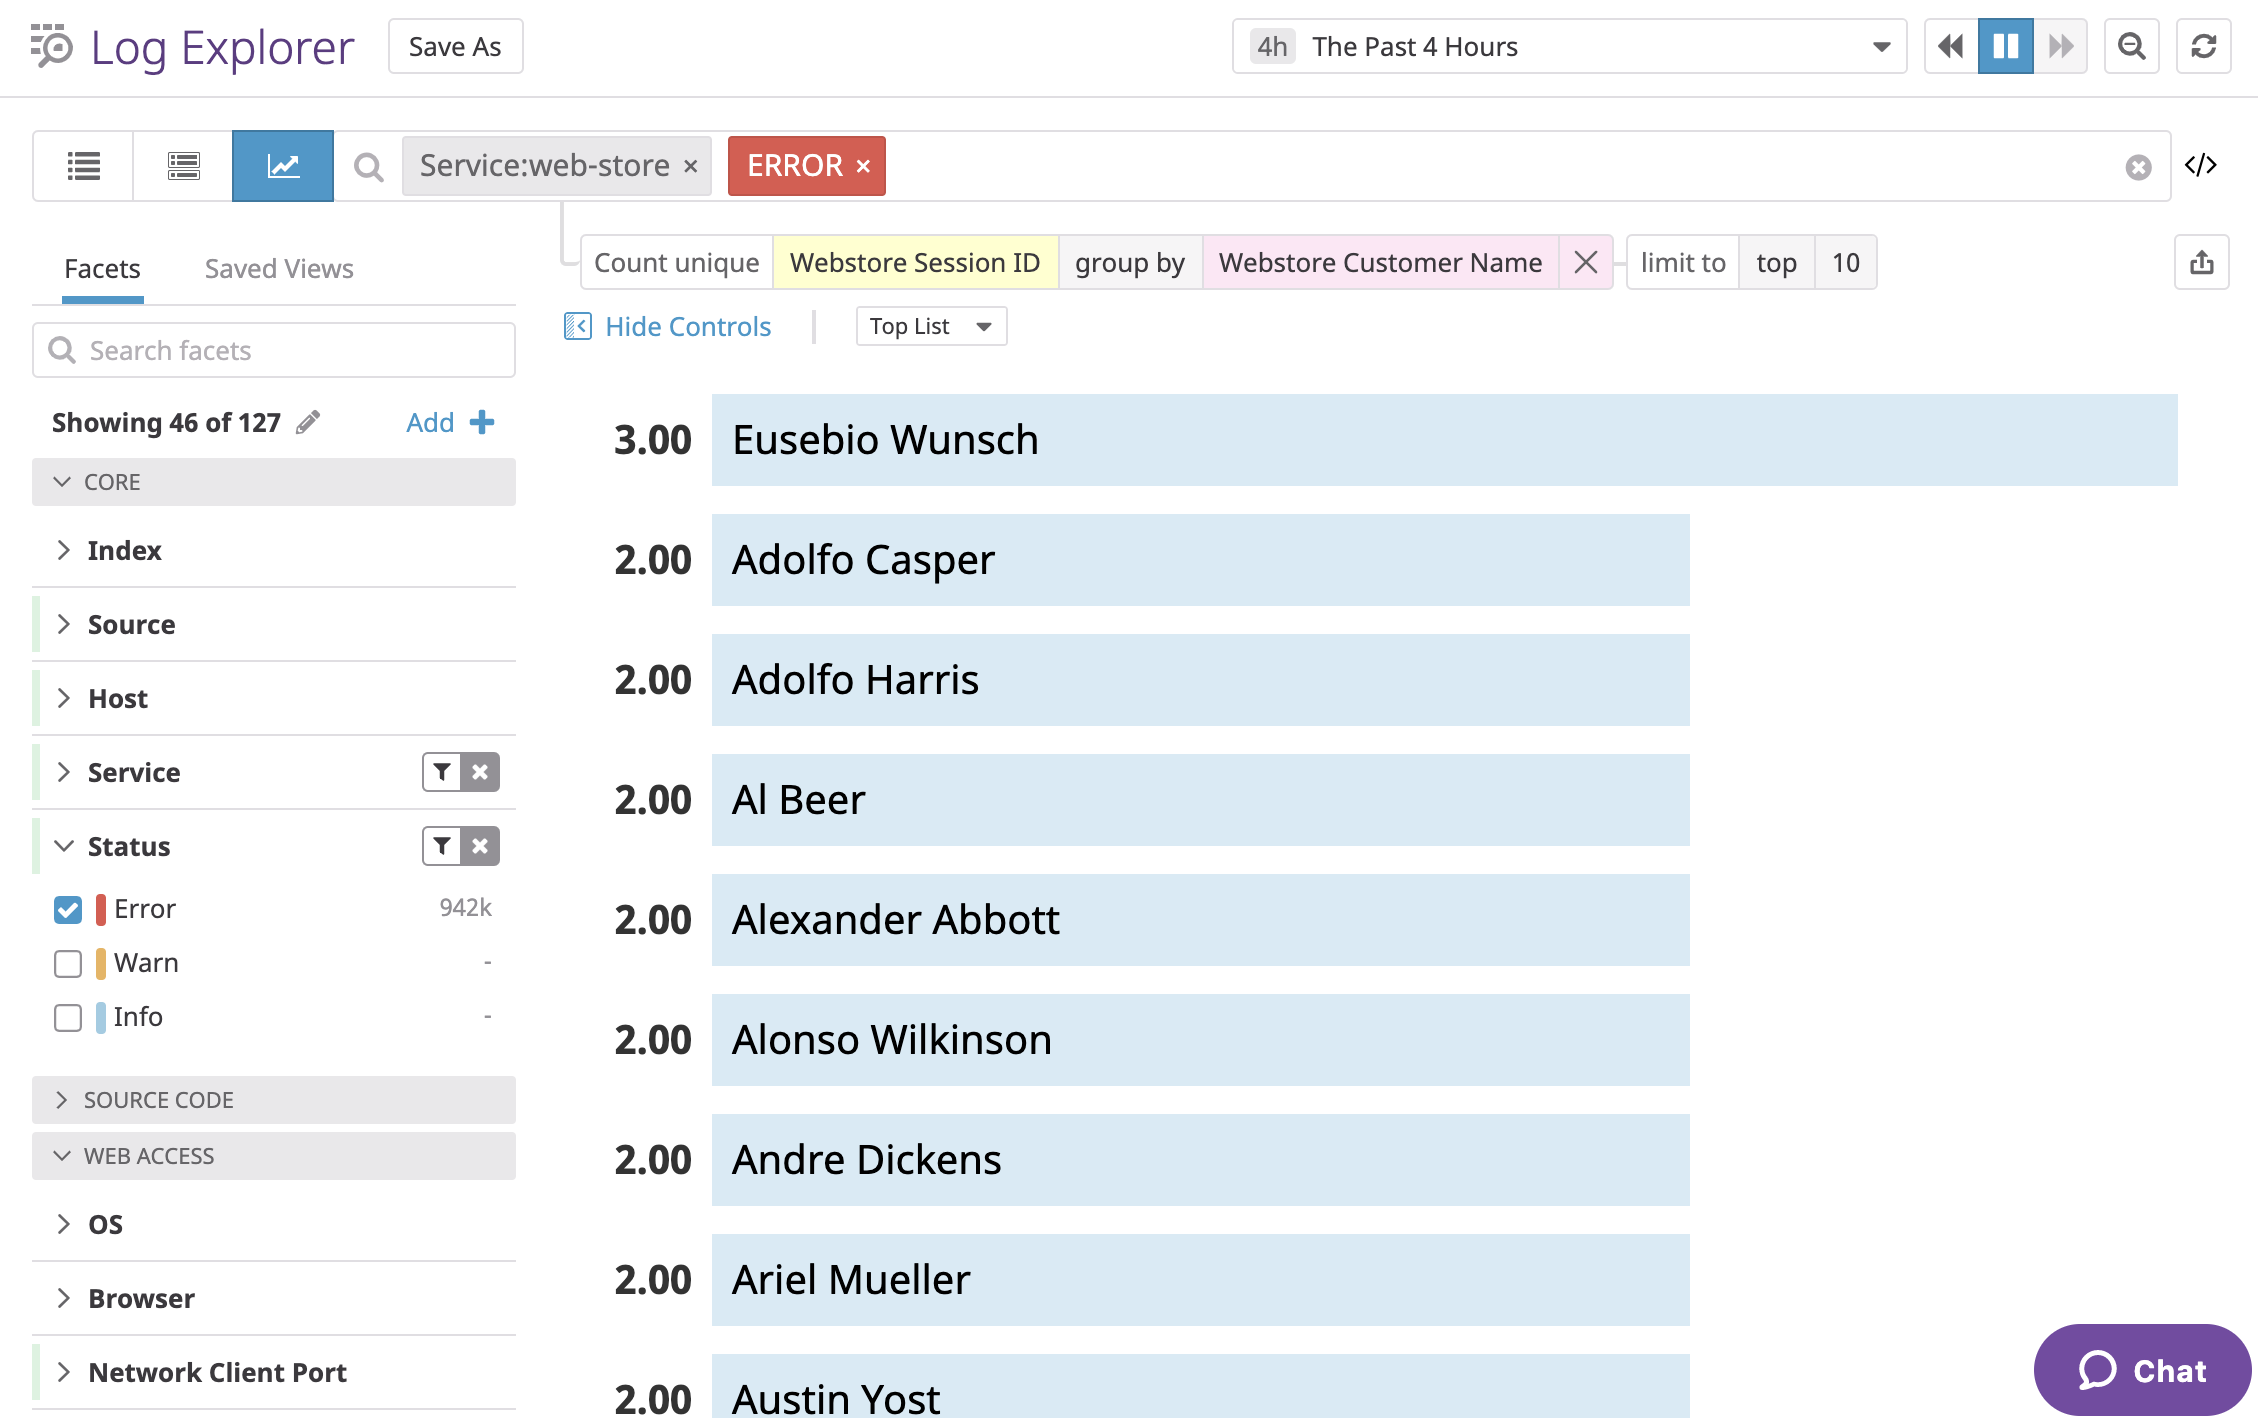 Log Explorer
Save As
4h The Past 4 Hours
Service:web-store × ERROR ×
</>
Facets
Saved Views
Count unique Webstore Session ID group by Webstore Customer Name limit to top 10
Hide Controls
Top List
Search facets
Showing 46 of 127
Add
CORE
Index
Source
Host
Service
Status
Error 942k
Warn -
Info -
SOURCE CODE
WEB ACCESS
OS
Browser
Network Client Port
3.00 Eusebio Wunsch
2.00 Adolfo Casper
2.00 Adolfo Harris
2.00 Al Beer
2.00 Alexander Abbott
2.00 Alonso Wilkinson
2.00 Andre Dickens
2.00 Ariel Mueller
2.00 Austin Yost
Chat